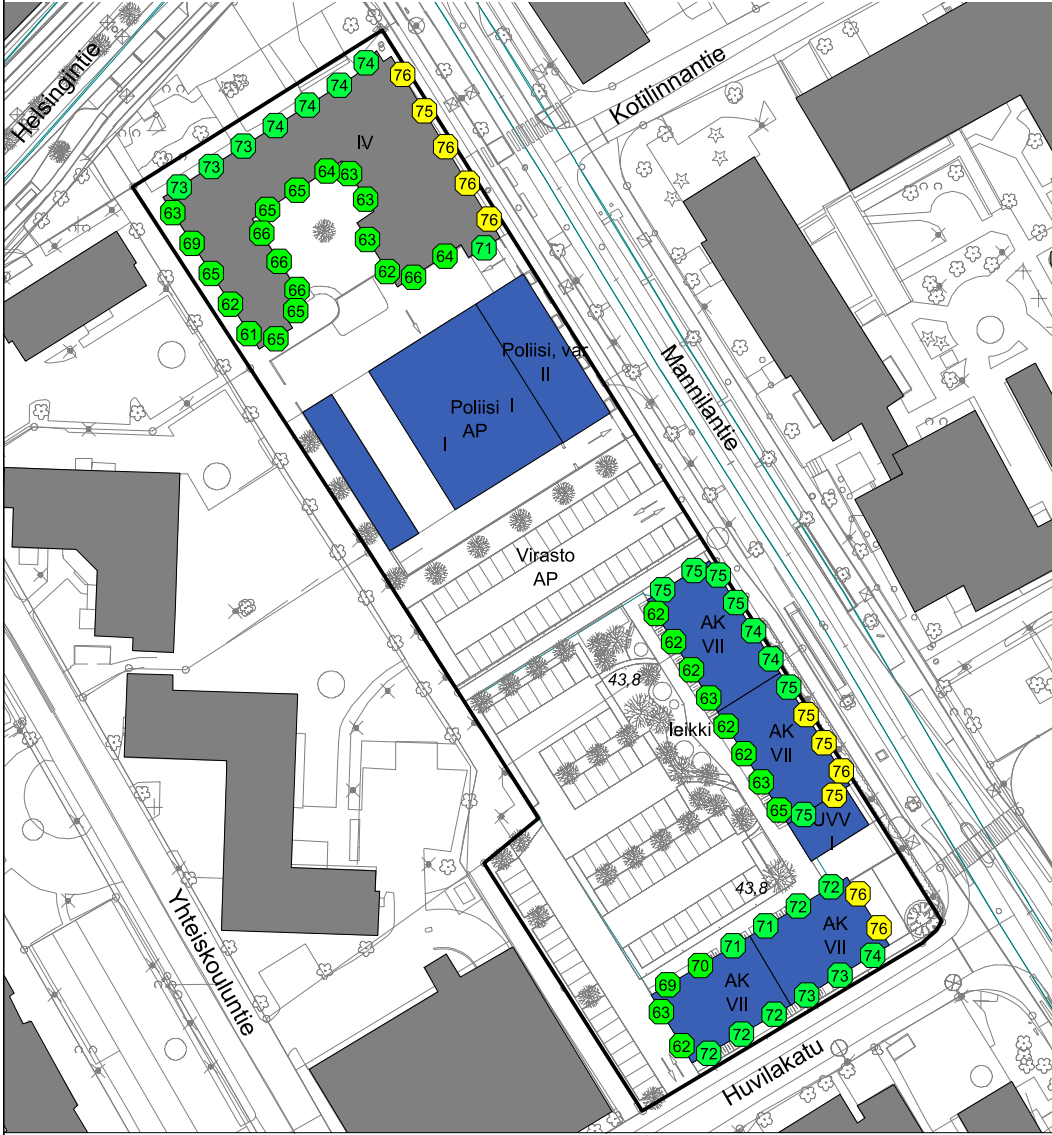 Helsingintie
Kotilinnantie
74
76
74
75
74
74
76
73
IV
73
64
63
76
73
65
63
63
65
76
69
66
63
71
65
66
62
66
64
62
66
65
61
65
Mannilantie
Poliisi, var
II
Poliisi
AP
I
I
Virasto
AP
75
75
75
75
62
AK
VII
74
62
74
62
43,8
75
63
75
leikki
62
AK
VII
75
62
76
63
75
65
75
UVV
I
43,8
72
76
72
71
AK
VII
76
71
74
70
73
69
AK
VII
73
63
72
72
62
72
Yhteiskouluntie
Huvilakatu